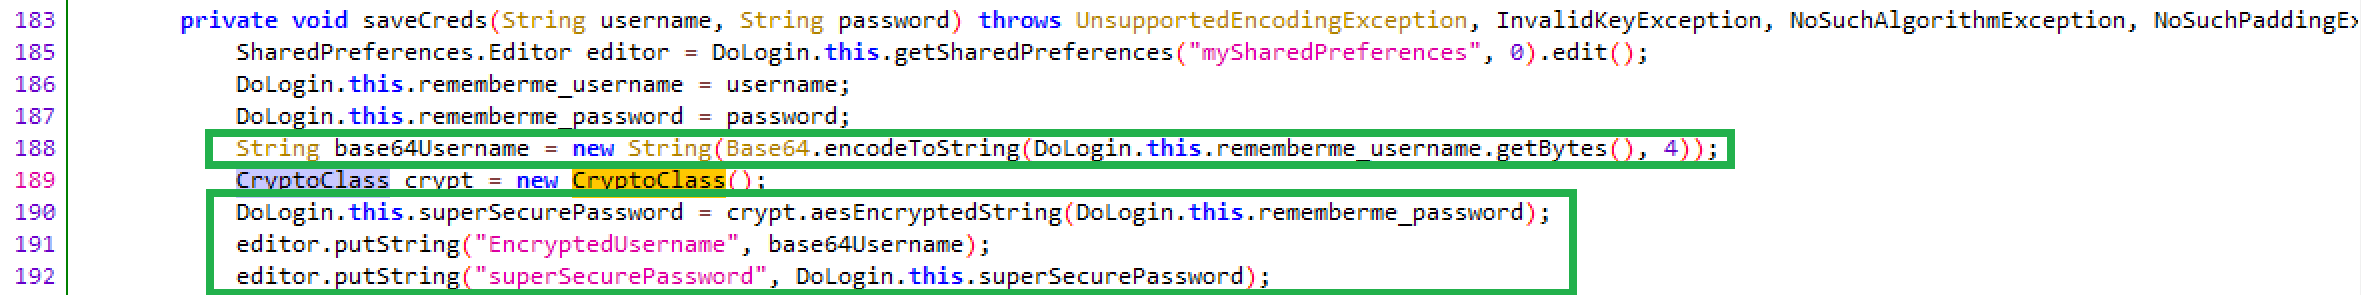 183 private void saveCreds(String username, String password) throws UnsupportedEncodingException, InvalidKeyException, NoSuchAlgorithmException, NoSuchPaddingEx
185 SharedPreferences.Editor editor = DoLogin.this.getSharedPreferences("mySharedPreferences", 0).edit();
186 DoLogin.this.rememberme_username = username;
187 DoLogin.this.rememberme_password = password;
188 String base64Username = new String(Base64.encodeToString(DoLogin.this.rememberme_username.getBytes(), 4));
189 CryptoClass crypt = new CryptoClass();
190 DoLogin.this.superSecurePassword = crypt.aesEncryptedString(DoLogin.this.rememberme_password);
191 editor.putString("EncryptedUsername", base64Username);
192 editor.putString("superSecurePassword", DoLogin.this.superSecurePassword);